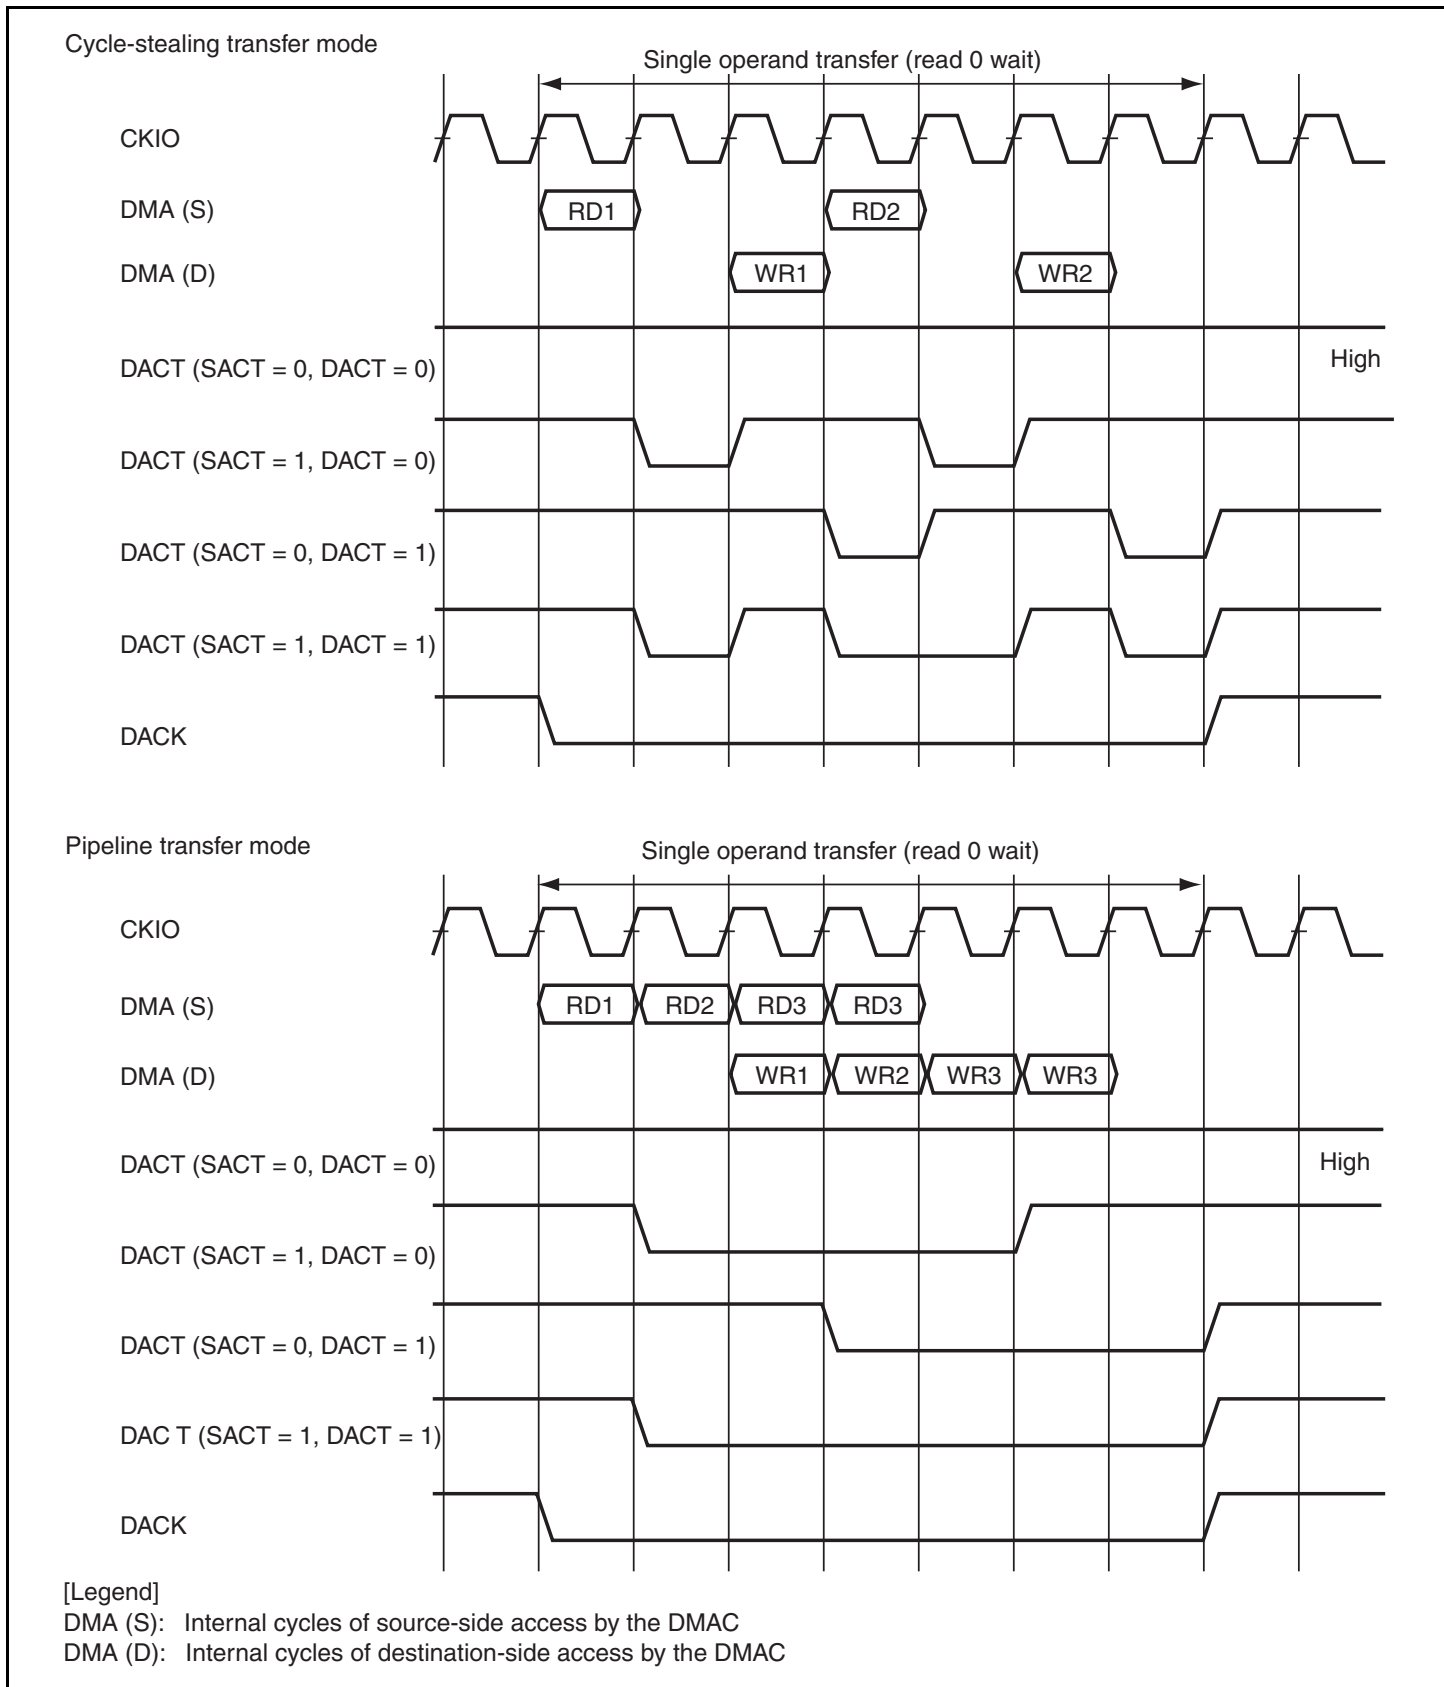 Cycle-stealing transfer mode
Single operand transfer (read 0 wait)
CKIO
DMA (S)
RD1
RD2
DMA (D)
WR1
WR2
DACT (SACT = 0, DACT = 0)
High
DACT (SACT = 1, DACT = 0)
DACT (SACT = 0, DACT = 1)
DACT (SACT = 1, DACT = 1)
DACK
Pipeline transfer mode
Single operand transfer (read 0 wait)
CKIO
DMA (S)
RD1
RD2
RD3
RD3
DMA (D)
WR1
WR2
WR3
WR3
DACT (SACT = 0, DACT = 0)
High
DACT (SACT = 1, DACT = 0)
DACT (SACT = 0, DACT = 1)
DAC T (SACT = 1, DACT = 1)
DACK
[Legend]
DMA (S): Internal cycles of source-side access by the DMAC
DMA (D): Internal cycles of destination-side access by the DMAC